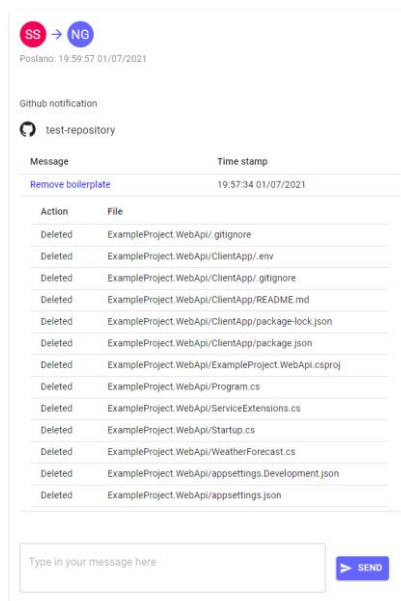 SS → NG
Poslano: 19:59:57 01/07/2021
Github notification
test-repository
Message Time stamp
Remove boilerplate 19:57:34 01/07/2021
Action File
Deleted ExampleProject.WebApi/.gitignore
Deleted ExampleProject.WebApi/ClientApp/.env
Deleted ExampleProject.WebApi/ClientApp/.gitignore
Deleted ExampleProject.WebApi/ClientApp/README.md
Deleted ExampleProject.WebApi/ClientApp/package-lock.json
Deleted ExampleProject.WebApi/ClientApp/package.json
Deleted ExampleProject.WebApi/ExampleProject.WebApi.csproj
Deleted ExampleProject.WebApi/Program.cs
Deleted ExampleProject.WebApi/ServiceExtensions.cs
Deleted ExampleProject.WebApi/Startup.cs
Deleted ExampleProject.WebApi/WeatherForecast.cs
Deleted ExampleProject.WebApi/appsettings.Development.json
Deleted ExampleProject.WebApi/appsettings.json
Type in your message here
SEND